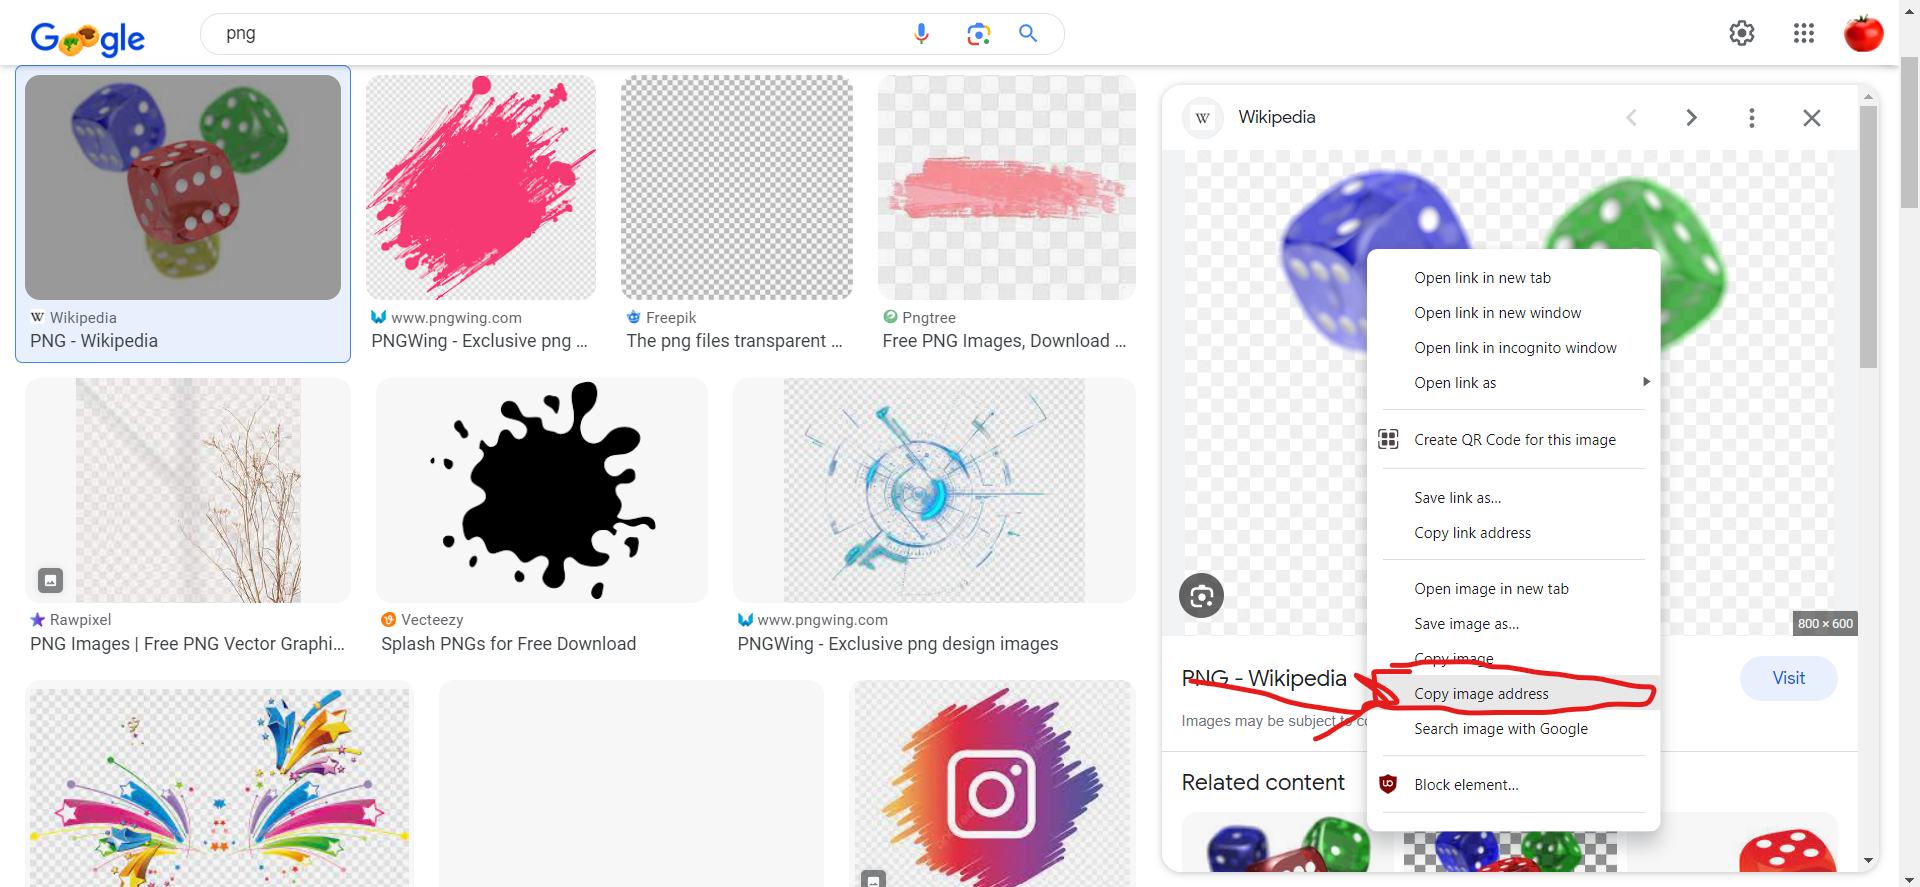 Google
png
W Wikipedia
PNG - Wikipedia
www.pngwing.com
PNGWing - Exclusive png ...
Freepik
The png files transparent ...
Pngtree
Free PNG Images, Download ...
Rawpixel
PNG Images | Free PNG Vector Graphi...
Vecteezy
Splash PNGs for Free Download
www.pngwing.com
PNGWing - Exclusive png design images
W
Wikipedia
800 × 600
PNG - Wikipedia
Visit
Images may be subject to co
Related content
Open link in new tab
Open link in new window
Open link in incognito window
Open link as
Create QR Code for this image
Save link as...
Copy link address
Open image in new tab
Save image as...
Copy image
Copy image address
Search image with Google
Block element...